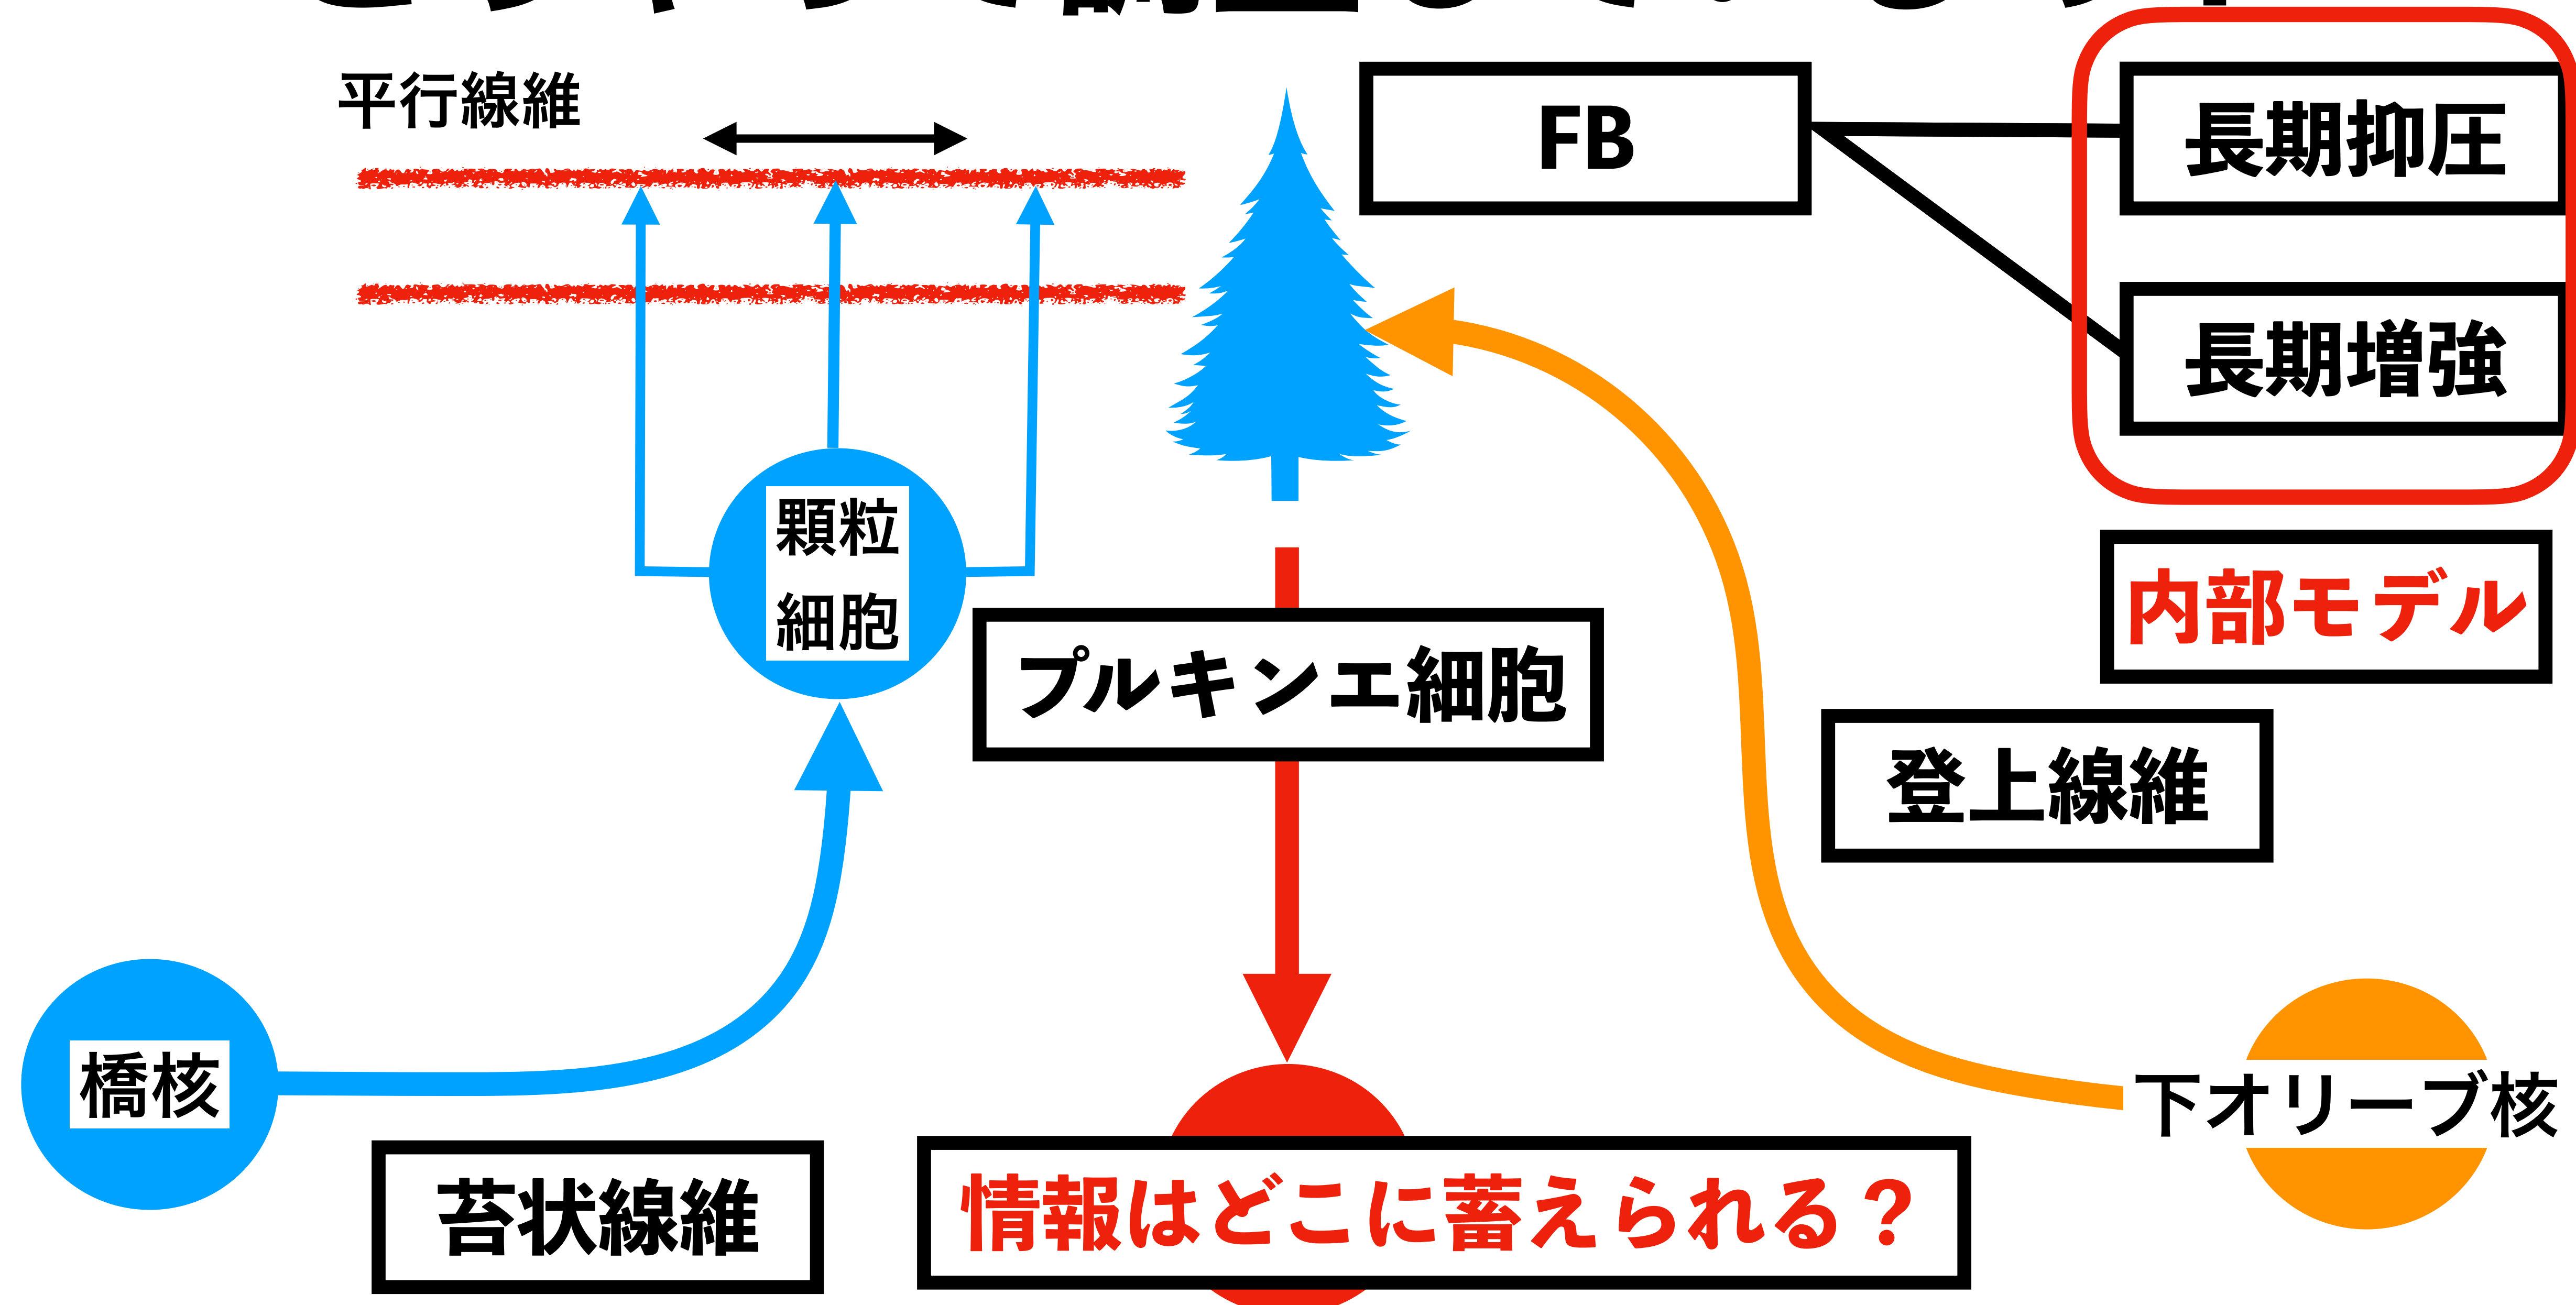 平行線維
FB
長期抑圧
長期増強
顆粒
細胞
内部モデル
プルキンエ細胞
登上線維
橋核
下オリーブ核
苔状線維
情報はどこに蓄えられる？